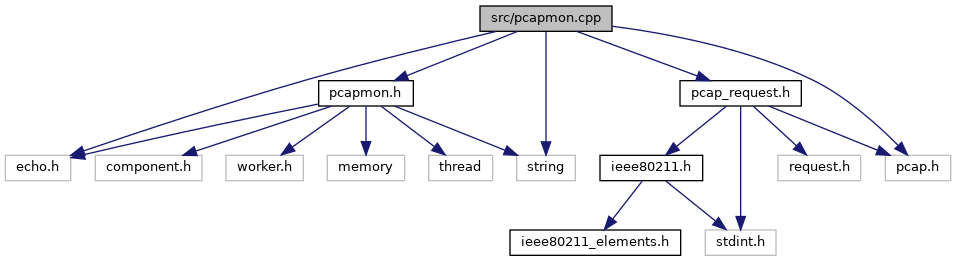 src/pcapmon.cpp
pcapmon.h
pcap_request.h
echo.h
component.h
worker.h
memory
thread
string
ieee80211.h
request.h
pcap.h
ieee80211_elements.h
stdint.h